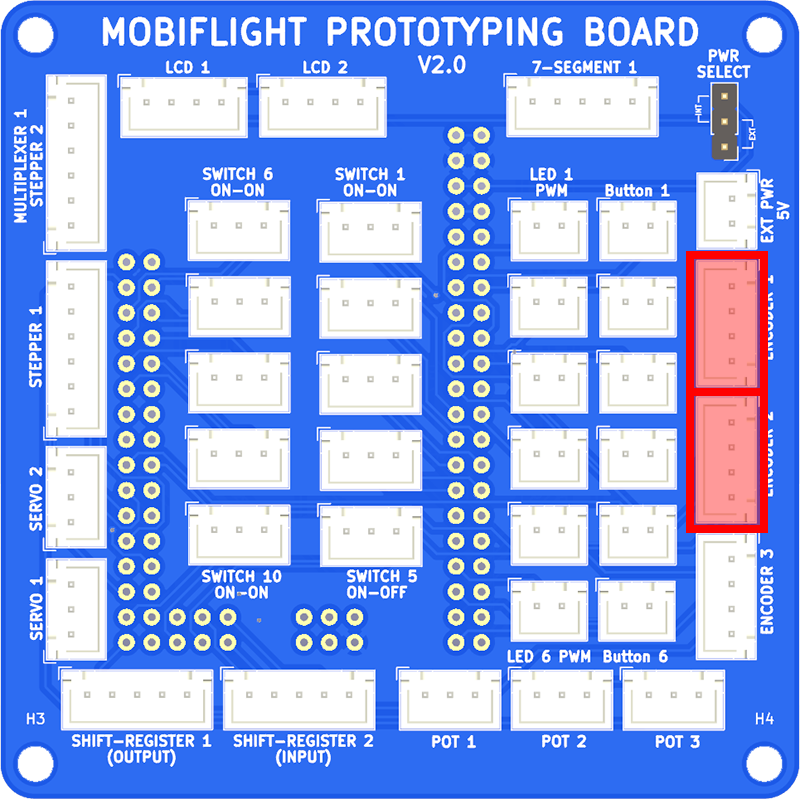 MOBIFLIGHT PROTOTYPING BOARD
V2.0
LCD 1
LCD 2
7-SEGMENT 1
PWR
SELECT
INT
EXT
MULTIPLEXER 1
STEPPER 2
SWITCH 6
ON-ON
SWITCH 1
ON-ON
LED 1
PWM
Button 1
EXT PWR
5V
STEPPER 1
ENCODER 1
ENCODER 2
SERVO 2
SERVO 1
SWITCH 10
ON-ON
SWITCH 5
ON-OFF
ENCODER 3
LED 6 PWM
Button 6
H3
SHIFT-REGISTER 1
(OUTPUT)
SHIFT-REGISTER 2
(INPUT)
POT 1
POT 2
POT 3
H4